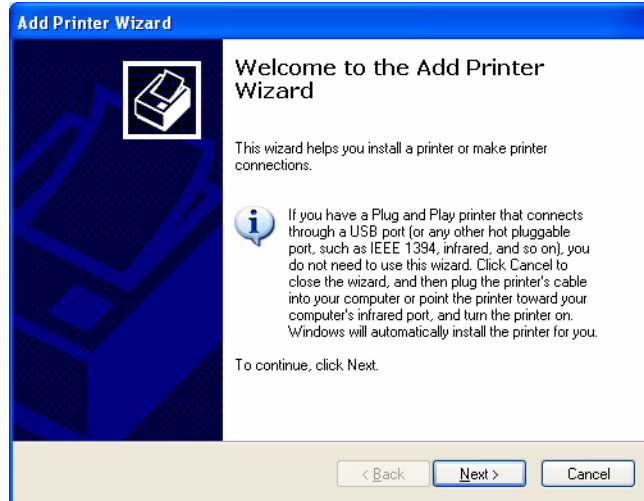 Add Printer Wizard
Welcome to the Add Printer
Wizard
This wizard helps you install a printer or make printer
connections.
If you have a Plug and Play printer that connects
through a USB port (or any other hot pluggable
port, such as IEEE 1394, infrared, and so on), you
do not need to use this wizard. Click Cancel to
close the wizard, and then plug the printer's cable
into your computer or point the printer toward your
computer's infrared port, and turn the printer on.
Windows will automatically install the printer for you.
To continue, click Next.
< Back Next > Cancel